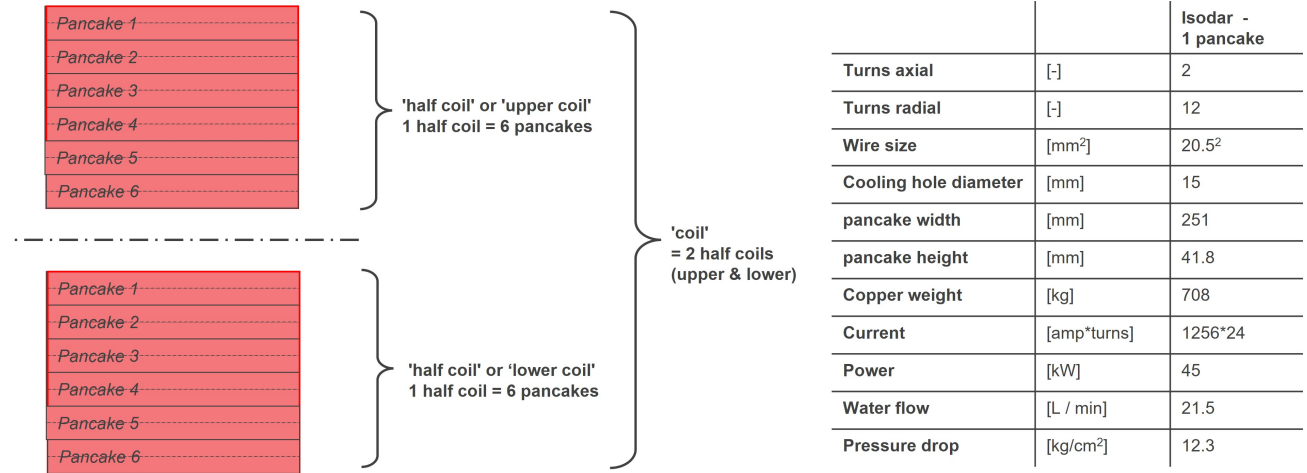 Pancake 1
Pancake 2
Pancake 3
Pancake 4
Pancake 5
Pancake 6
'half coil' or 'upper coil'
1 half coil = 6 pancakes
Pancake 1
Pancake 2
Pancake 3
Pancake 4
Pancake 5
Pancake 6
'half coil' or ‘lower coil'
1 half coil = 6 pancakes
'coil'
= 2 half coils
(upper & lower)
Isodar -
1 pancake
Turns axial [-] 2
Turns radial [-] 12
Wire size [mm²] 20.5²
Cooling hole diameter [mm] 15
pancake width [mm] 251
pancake height [mm] 41.8
Copper weight [kg] 708
Current [amp*turns] 1256*24
Power [kW] 45
Water flow [L / min] 21.5
Pressure drop [kg/cm²] 12.3